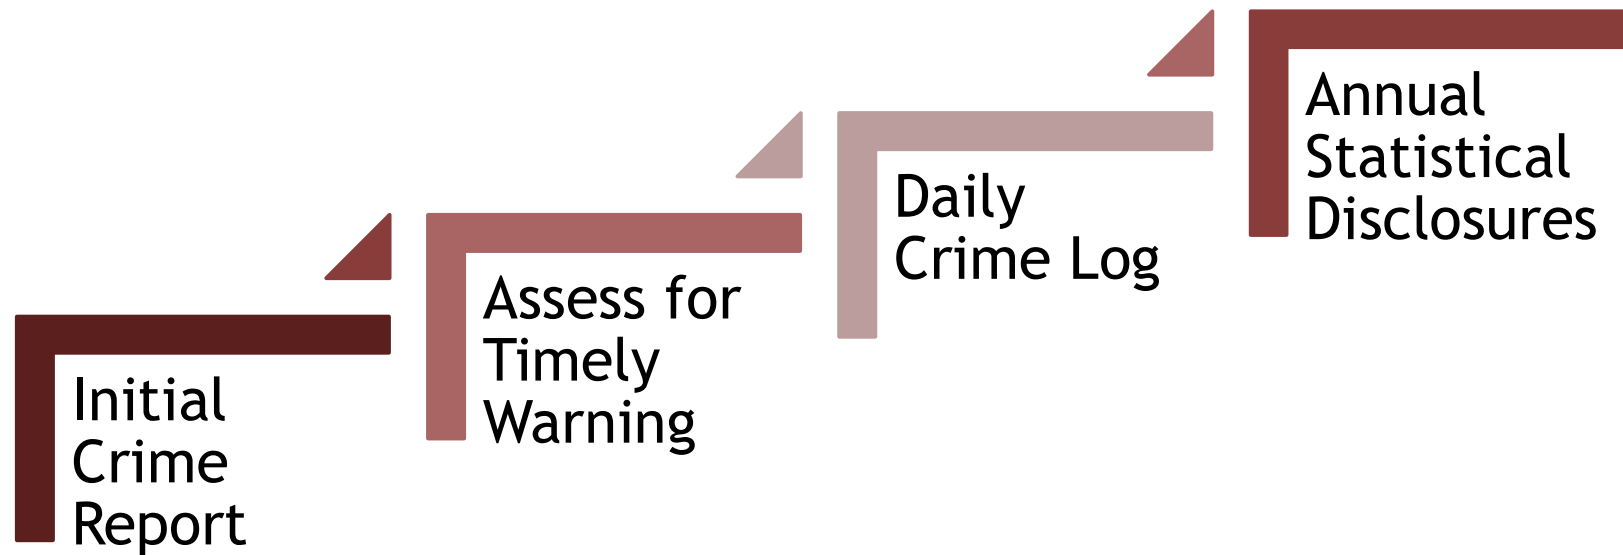 Initial
Crime
Report
Assess for
Timely
Warning
Daily
Crime Log
Annual
Statistical
Disclosures